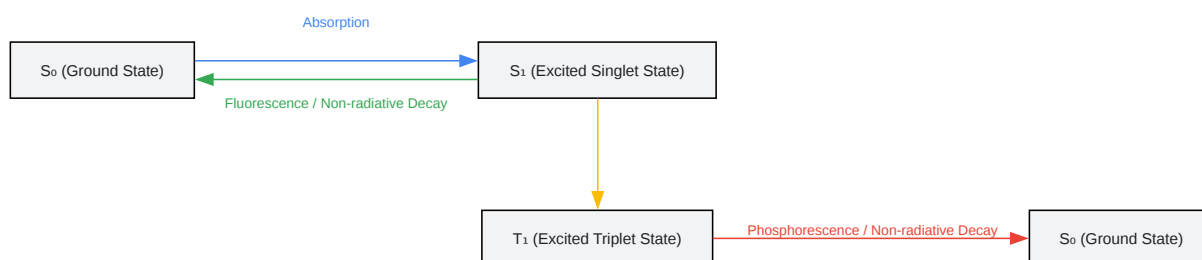 Absorption
S₀ (Ground State)
S₁ (Excited Singlet State)
Fluorescence / Non-radiative Decay
T₁ (Excited Triplet State)
Phosphorescence / Non-radiative Decay
S₀ (Ground State)